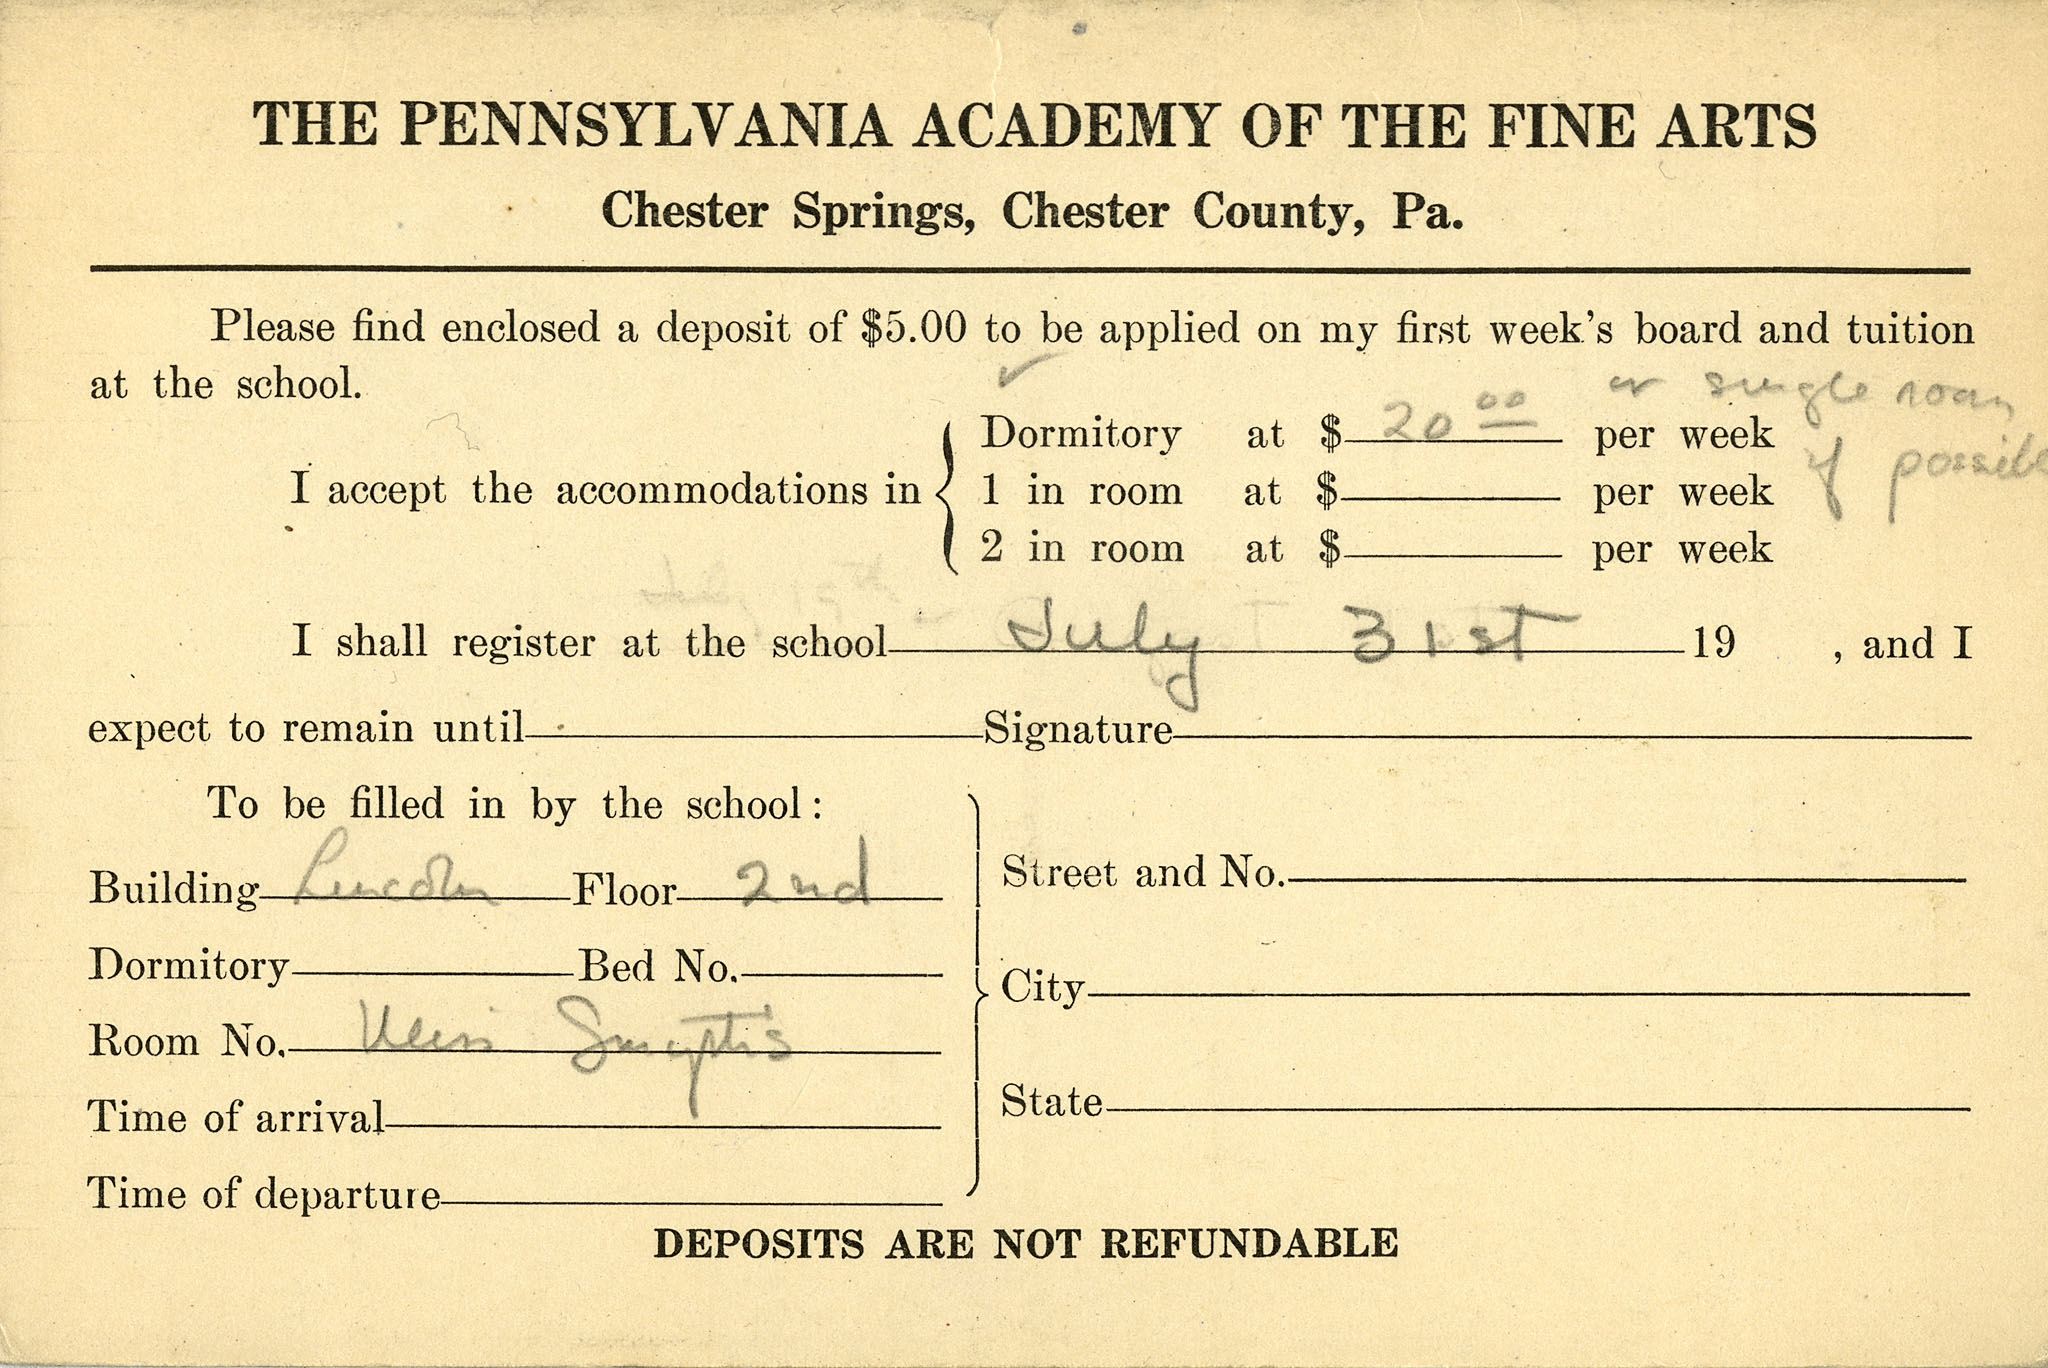 THE PENNSYLVANIA ACADEMY OF THE FINE ARTS
Chester Springs, Chester County, Pa.
Please find enclosed a deposit of $5.00 to be applied on my first week's board and tuition
at the school.
✓ or single room
Dormitory at $ 20 00 per week if possible
I accept the accommodations in { 1 in room at $ per week
2 in room at $ per week
July 19th
I shall register at the school July 31st 19 , and I
expect to remain until Signature
To be filled in by the school:
Building Lincoln Floor 2nd
Dormitory Bed No.
Room No. Miss
Time of arrival
Time of departure
Street and No.
City
State
DEPOSITS ARE NOT REFUNDABLE